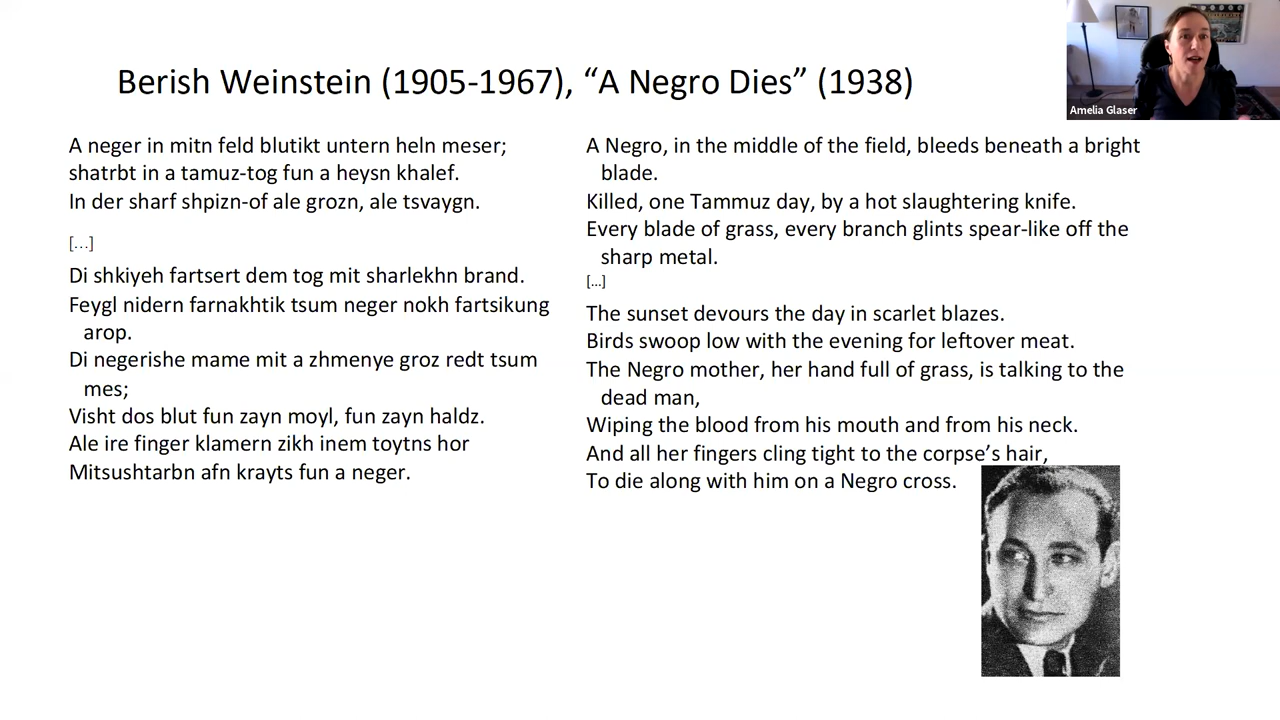 Berish Weinstein (1905-1967), “A Negro Dies” (1938)
Amelia Glaser
A neger in mitn feld blutikt untern heln meser;
shatrbt in a tamuz-tog fun a heysn khalef.
In der sharf shpizn-of ale grozn, ale tsvaygn.
[…]
Di shkiyeh fartsert dem tog mit sharlekhn brand.
Feygl nidern farnakhtik tsum neger nokh fartsikung
arop.
Di negerishe mame mit a zhmenye groz redt tsum
mes;
Visht dos blut fun zayn moyl, fun zayn haldz.
Ale ire finger klamern zikh inem toytns hor
Mitsushtarbn afn krayts fun a neger.
A Negro, in the middle of the field, bleeds beneath a bright
blade.
Killed, one Tammuz day, by a hot slaughtering knife.
Every blade of grass, every branch glints spear-like off the
sharp metal.
[…]
The sunset devours the day in scarlet blazes.
Birds swoop low with the evening for leftover meat.
The Negro mother, her hand full of grass, is talking to the
dead man,
Wiping the blood from his mouth and from his neck.
And all her fingers cling tight to the corpse’s hair,
To die along with him on a Negro cross.